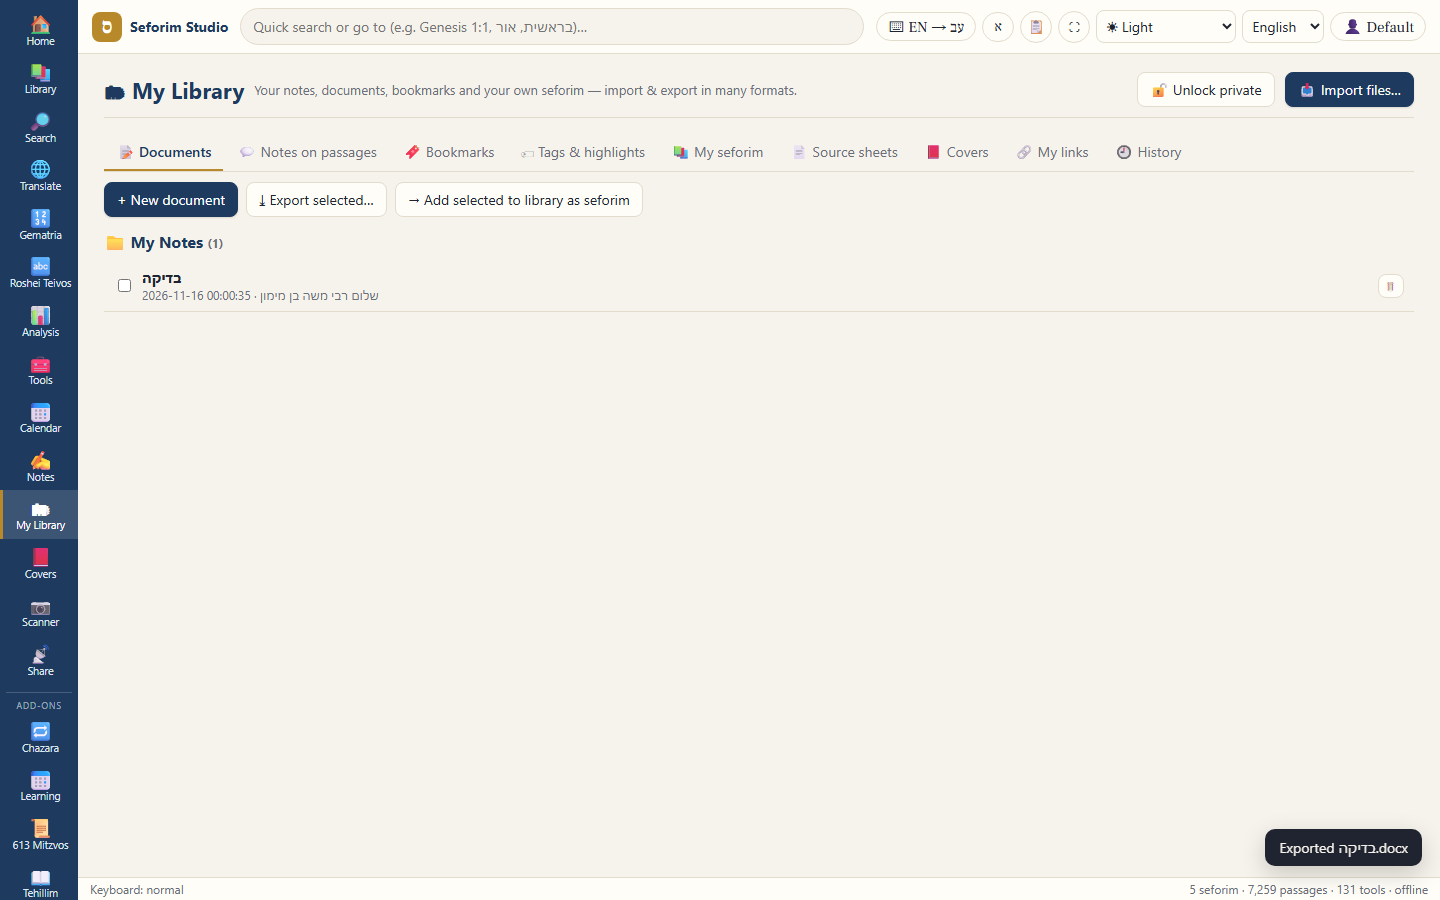 Home
Library
Search
Translate
Gematria
Roshei Teivos
Analysis
Tools
Calendar
Notes
My Library
Covers
Scanner
Share
ADD-ONS
Chazara
Learning
613 Mitzvos
Tehillim
ס Seforim Studio
Quick search or go to (e.g. Genesis 1:1, בראשית, אור)...
EN → עב
א
Light
English
Default
My Library Your notes, documents, bookmarks and your own seforim — import & export in many formats.
Unlock private
Import files...
Documents Notes on passages Bookmarks Tags & highlights My seforim Source sheets Covers My links History
+ New document
Export selected...
→ Add selected to library as seforim
My Notes (1)
בדיקה
2026-11-16 00:00:35 · שלום רבי משה בן מימון
Exported בדיקה.docx
Keyboard: normal
5 seforim · 7,259 passages · 131 tools · offline